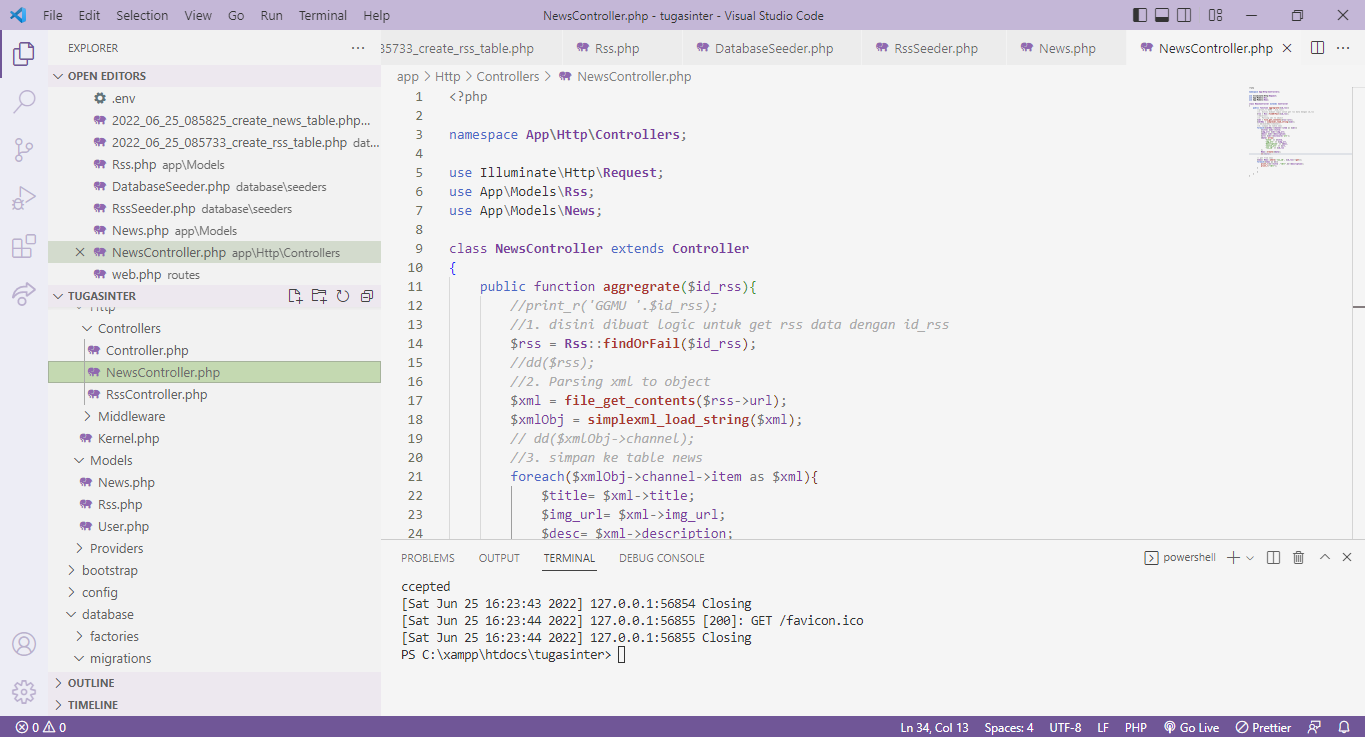 File Edit Selection View Go Run Terminal Help NewsController.php - tugasinter - Visual Studio Code
EXPLORER
OPEN EDITORS
.env
2022_06_25_085825_create_news_table.php...
2022_06_25_085733_create_rss_table.php dat...
Rss.php app\Models
DatabaseSeeder.php database\seeders
RssSeeder.php database\seeders
News.php app\Models
NewsController.php app\Http\Controllers
web.php routes
TUGASINTER
Http
Controllers
Controller.php
NewsController.php
RssController.php
Middleware
Kernel.php
Models
News.php
Rss.php
User.php
Providers
bootstrap
config
database
factories
migrations
OUTLINE
TIMELINE
85733_create_rss_table.php Rss.php DatabaseSeeder.php RssSeeder.php News.php NewsController.php
app > Http > Controllers > NewsController.php
1 <?php
2
3 namespace App\Http\Controllers;
4
5 use Illuminate\Http\Request;
6 use App\Models\Rss;
7 use App\Models\News;
8
9 class NewsController extends Controller
10 {
11 public function aggregrate($id_rss){
12 //print_r('GGMU '.$id_rss);
13 //1. disini dibuat logic untuk get rss data dengan id_rss
14 $rss = Rss::findOrFail($id_rss);
15 //dd($rss);
16 //2. Parsing xml to object
17 $xml = file_get_contents($rss->url);
18 $xmlObj = simplexml_load_string($xml);
19 // dd($xmlObj->channel);
20 //3. simpan ke table news
21 foreach($xmlObj->channel->item as $xml){
22 $title= $xml->title;
23 $img_url= $xml->img_url;
24 $desc= $xml->description;
PROBLEMS OUTPUT TERMINAL DEBUG CONSOLE powershell
ccepted
[Sat Jun 25 16:23:43 2022] 127.0.0.1:56854 Closing
[Sat Jun 25 16:23:44 2022] 127.0.0.1:56855 [200]: GET /favicon.ico
[Sat Jun 25 16:23:44 2022] 127.0.0.1:56855 Closing
PS C:\xampp\htdocs\tugasinter>
0 0 Ln 34, Col 13 Spaces: 4 UTF-8 LF PHP Go Live Prettier